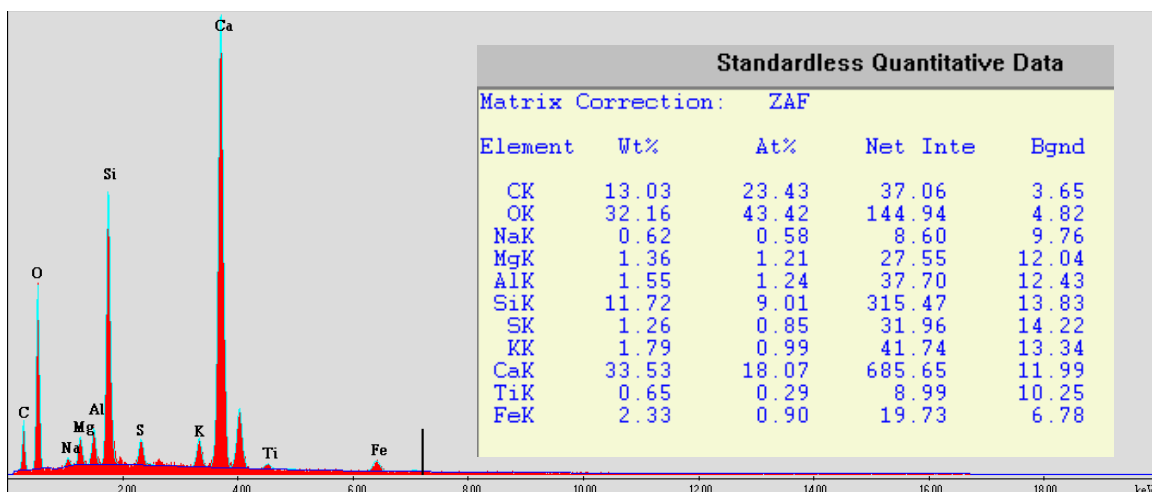 Ca
Si
O
C
Na
Mg
Al
S
K
Ti
Fe
2.00 4.00 6.00 8.00 10.00 12.00 14.00 16.00 keV
Standardless Quantitative Data
Matrix Correction: ZAF
Element Wt% At% Net Inte Bgnd
CK 13.03 23.43 37.06 3.65
OK 32.16 43.42 144.94 4.82
NaK 0.62 0.58 8.60 9.76
MgK 1.36 1.21 27.55 12.04
AlK 1.55 1.24 37.70 12.43
SiK 11.72 9.01 315.47 13.83
SK 1.26 0.85 31.96 14.22
KK 1.79 0.99 41.74 13.34
CaK 33.53 18.07 685.65 11.99
TiK 0.65 0.29 8.99 10.25
FeK 2.33 0.90 19.73 6.78